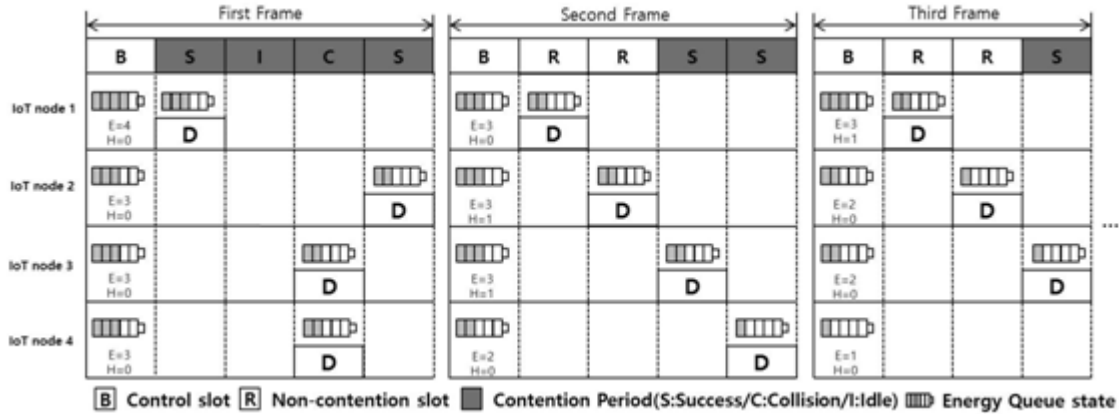 First Frame Second Frame Third Frame
B S I C S B R R S S B R R S
IoT node 1
E=4 E=3 E=3
H=0 H=0 H=1
D D D
IoT node 2
E=3 E=3 E=2
H=0 H=1 H=0
D D D
IoT node 3
E=3 E=3 E=2
H=0 H=1 H=0
D D D
IoT node 4
E=3 E=2 E=1
H=0 H=0 H=0
D D
...
B Control slot R Non-contention slot Contention Period(S:Success/C:Collision/I:Idle) Energy Queue state